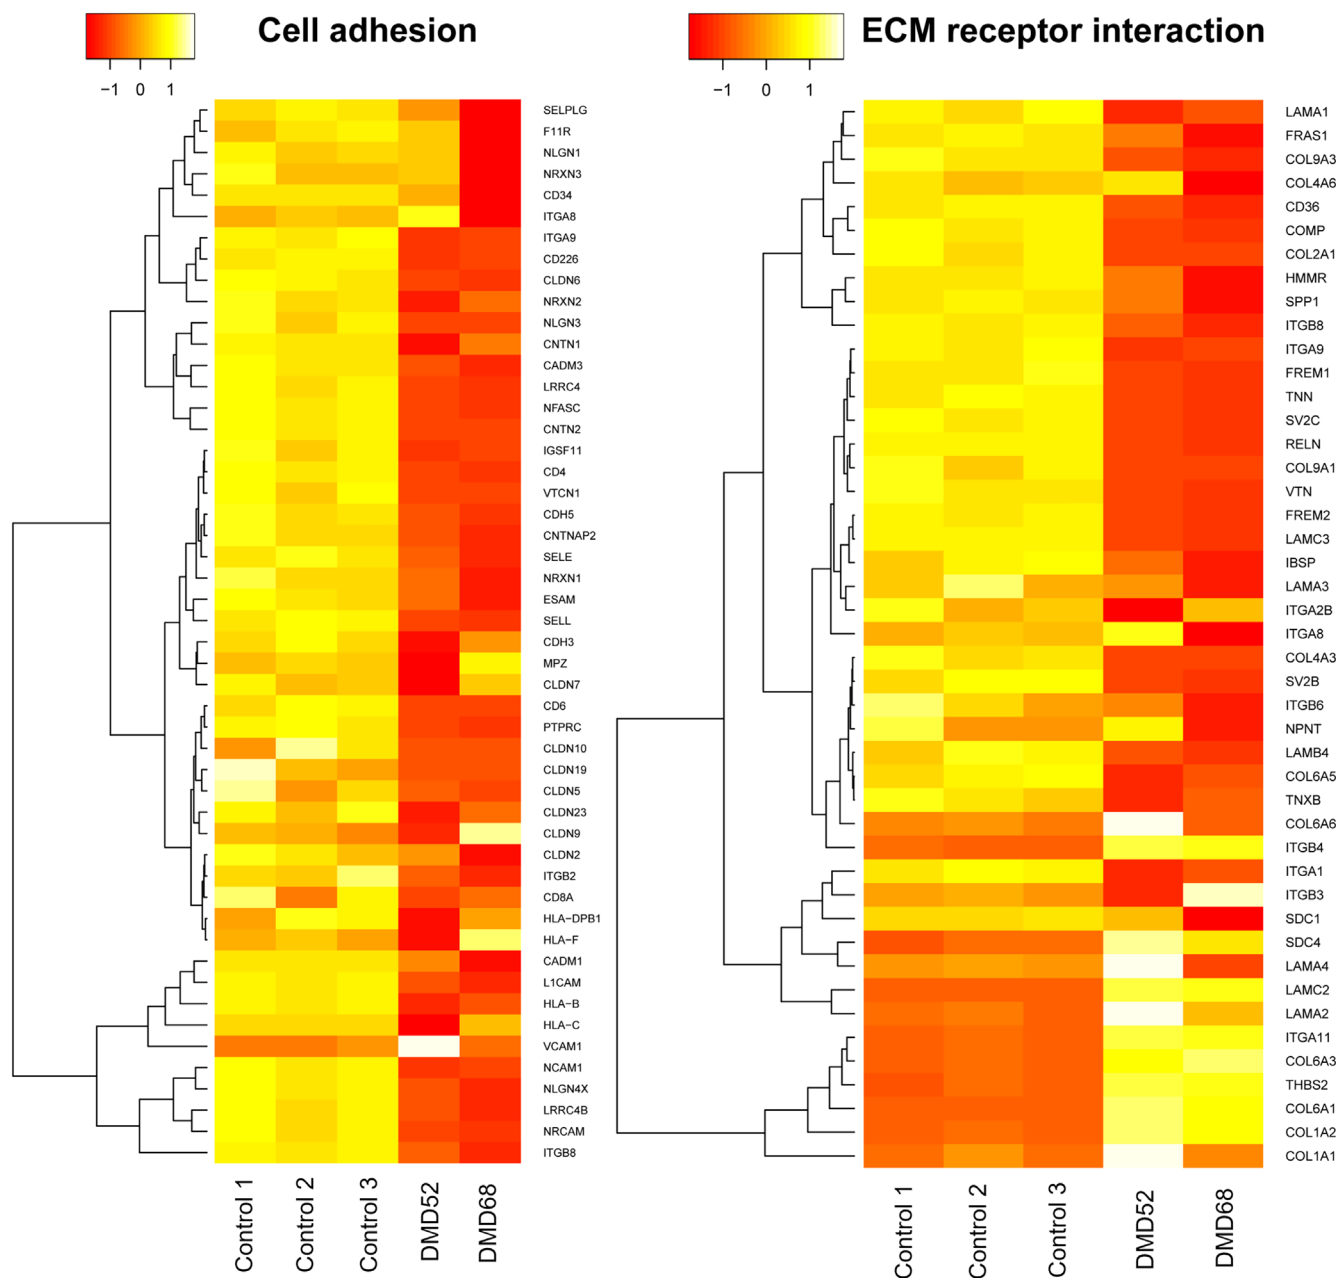 Cell adhesion
−1 0 1
SELPLG
F11R
NLGN1
NRXN3
CD34
ITGA8
ITGA9
CD226
CLDN6
NRXN2
NLGN3
CNTN1
CADM3
LRRC4
NFASC
CNTN2
IGSF11
CD4
VTCN1
CDH5
CNTNAP2
SELE
NRXN1
ESAM
SELL
CDH3
MPZ
CLDN7
CD6
PTPRC
CLDN10
CLDN19
CLDN5
CLDN23
CLDN9
CLDN2
ITGB2
CD8A
HLA−DPB1
HLA−F
CADM1
L1CAM
HLA−B
HLA−C
VCAM1
NCAM1
NLGN4X
LRRC4B
NRCAM
ITGB8
Control 1
Control 2
Control 3
DMD52
DMD68
ECM receptor interaction
−1 0 1
LAMA1
FRAS1
COL9A3
COL4A6
CD36
COMP
COL2A1
HMMR
SPP1
ITGB8
ITGA9
FREM1
TNN
SV2C
RELN
COL9A1
VTN
FREM2
LAMC3
IBSP
LAMA3
ITGA2B
ITGA8
COL4A3
SV2B
ITGB6
NPNT
LAMB4
COL6A5
TNXB
COL6A6
ITGB4
ITGA1
ITGB3
SDC1
SDC4
LAMA4
LAMC2
LAMA2
ITGA11
COL6A3
THBS2
COL6A1
COL1A2
COL1A1
Control 1
Control 2
Control 3
DMD52
DMD68